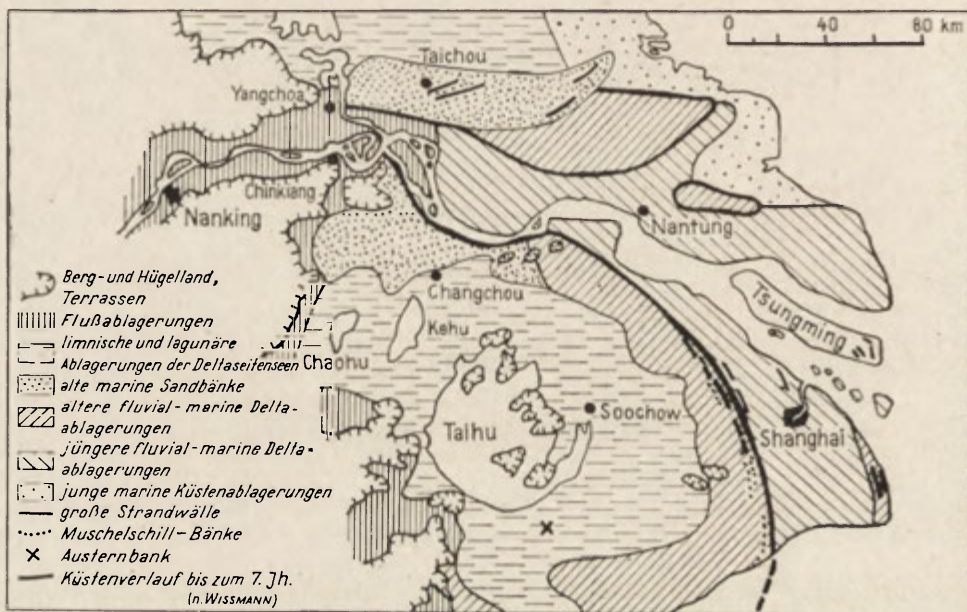 0 40 80 km
Taichou
Yangchoa
Chinkiang
Nanking
Nantung
Changchou
Tsungming
Kehu
Chaohu
Taihu
Soochow
Shanghai
Berg- und Hügelland,
Terrassen
Flußablagerungen
limnische und lagunäre
Ablagerungen der Deltaseitenseen
alte marine Sandbänke
altere fluvial-marine Delta-
ablagerungen
jüngere fluvial-marine Delta-
ablagerungen
junge marine Küstenablagerungen
große Strandwälle
Muschelschill-Bänke
Austernbank
Küstenverlauf bis zum 7. Jh.
(n. WISSMANN)